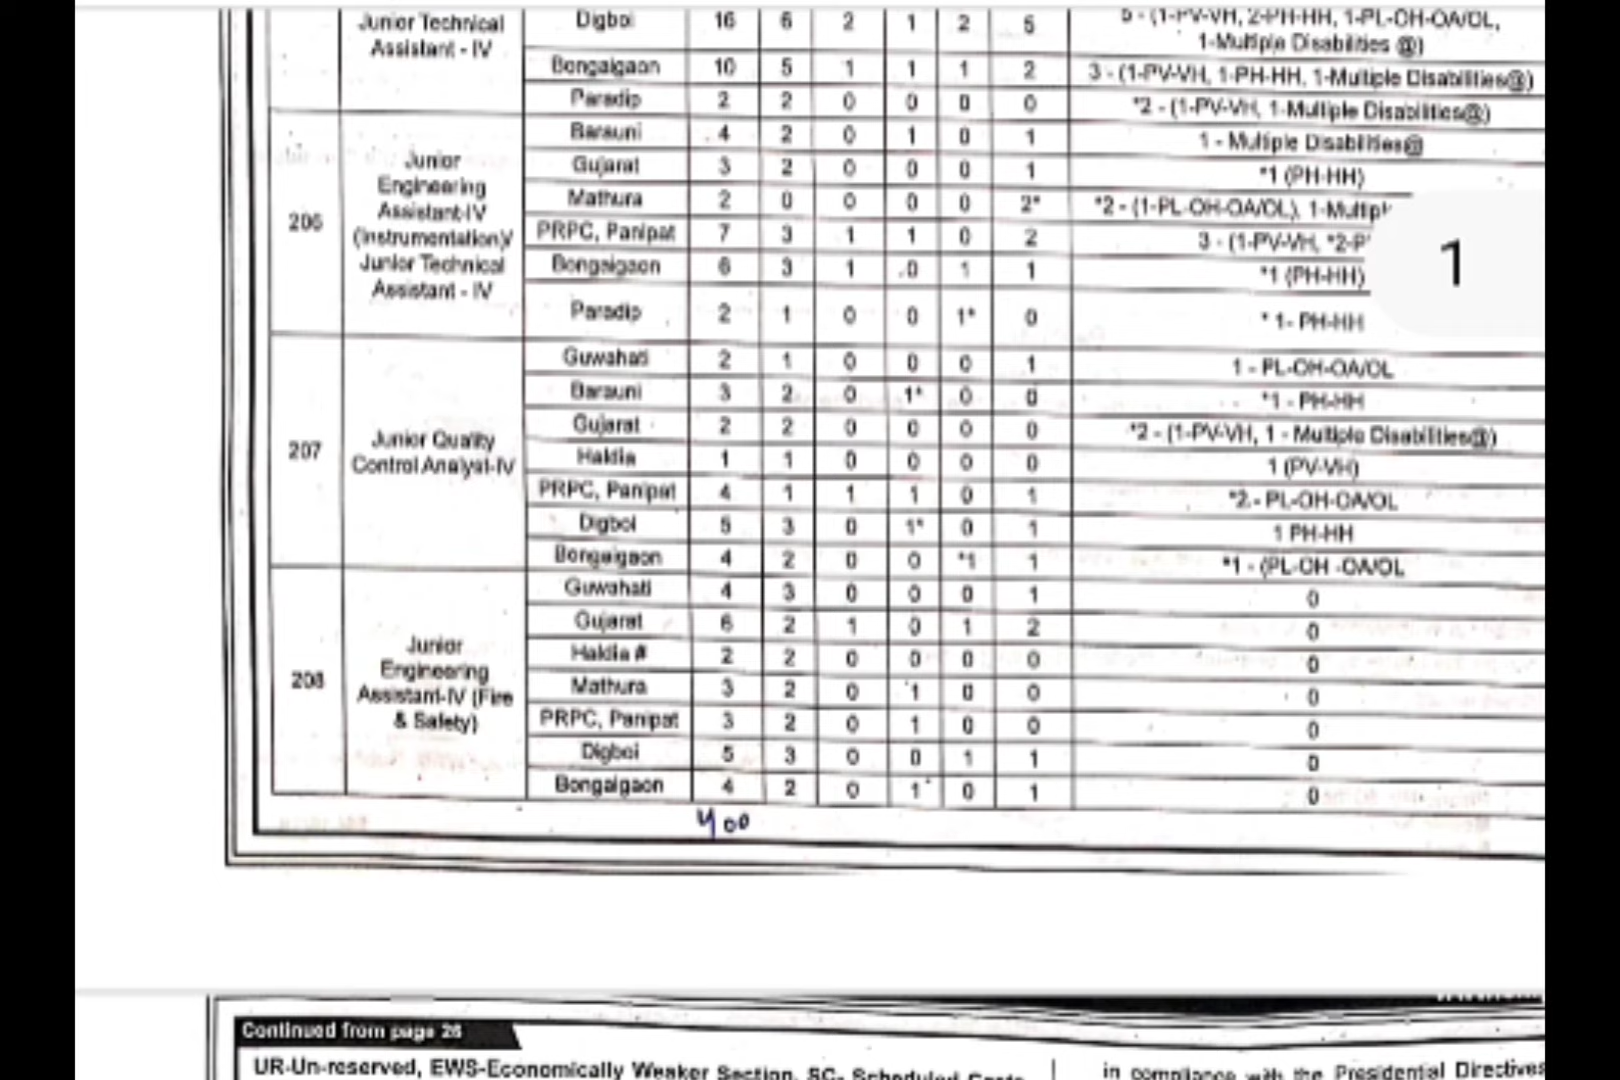 Junior Technical Assistant - IV Digboi 16 6 2 1 2 5 5 - (1-PV-VH, 2-PH-HH, 1-PL-OH-OA/OL, 1-Multiple Disabilities @)
Bongaigaon 10 5 1 1 1 2 3 - (1-PV-VH, 1-PH-HH, 1-Multiple Disabilities@)
Paradip 2 2 0 0 0 0 *2 - (1-PV-VH, 1-Multiple Disabilities@)
206 Junior Engineering Assistant-IV (Instrumentation)/ Junior Technical Assistant - IV
Barauni 4 2 0 1 0 1 1 - Multiple Disabilities@
Gujarat 3 2 0 0 0 1 *1 (PH-HH)
Mathura 2 0 0 0 0 2* *2 - (1-PL-OH-OA/OL), 1-Multipl
PRPC, Panipat 7 3 1 1 0 2 3 - (1-PV-VH, *2-P
Bongaigaon 6 3 1 0 1 1 *1 (PH-HH)
Paradip 2 1 0 0 1* 0 * 1- PH-HH
1
207 Junior Quality Control Analyst-IV
Guwahati 2 1 0 0 0 1 1 - PL-OH-OA/OL
Barauni 3 2 0 1* 0 0 *1 - PH-HH
Gujarat 2 2 0 0 0 0 *2 - (1-PV-VH, 1 - Multiple Disabilities@)
Haldia 1 1 0 0 0 0 1 (PV-VH)
PRPC, Panipat 4 1 1 1 0 1 *2 - PL-OH-OA/OL
Digboi 5 3 0 1* 0 1 1 PH-HH
Bongaigaon 4 2 0 0 *1 1 *1 - (PL-OH -OA/OL
208 Junior Engineering Assistant-IV (Fire & Safety)
Guwahati 4 3 0 0 0 1 0
Gujarat 6 2 1 0 1 2 0
Haldia # 2 2 0 0 0 0 0
Mathura 3 2 0 1 0 0 0
PRPC, Panipat 3 2 0 1 0 0 0
Digboi 5 3 0 0 1 1 0
Bongaigaon 4 2 0 1* 0 1 0
400
Continued from page 26
UR-Un-reserved, EWS-Economically Weaker Section, SC- Scheduled Caste
in compliance with the Presidential Directives